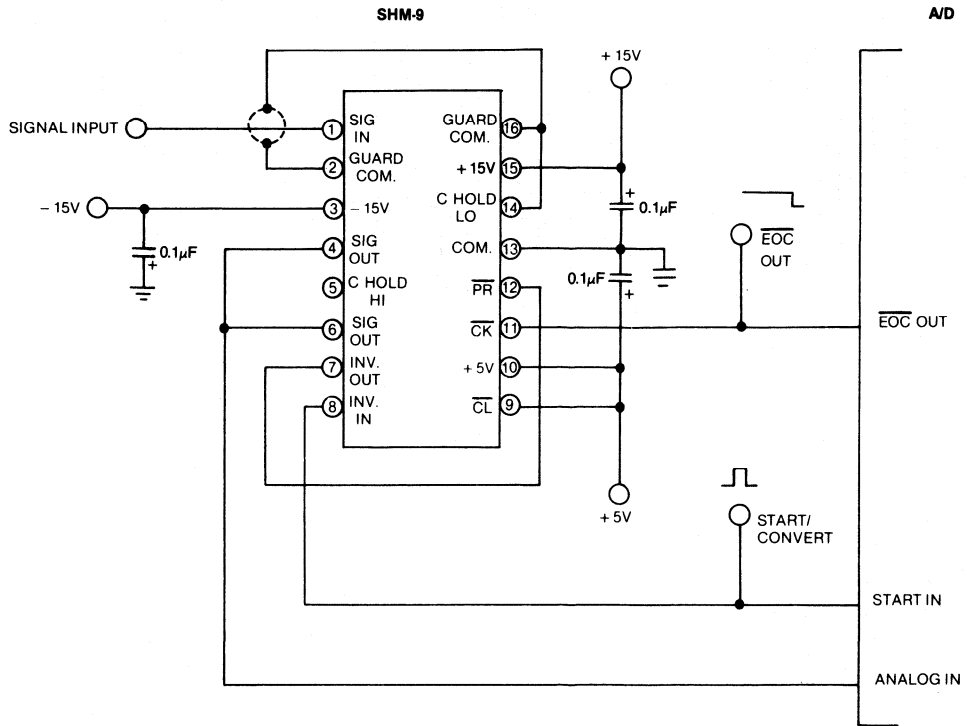 SHM-9
A/D
+ 15V
SIGNAL INPUT
1
SIG
IN
GUARD
COM.
16
2
GUARD
COM.
+ 15V
15
- 15V
3
- 15V
C HOLD
LO
14
+
0.1µF
0.1µF
+
4
SIG
OUT
COM.
13
0.1µF
+
EOC
OUT
5
C HOLD
HI
PR
12
6
SIG
OUT
CK
11
EOC OUT
7
INV.
OUT
+ 5V
10
8
INV.
IN
CL
9
+ 5V
START/
CONVERT
START IN
ANALOG IN